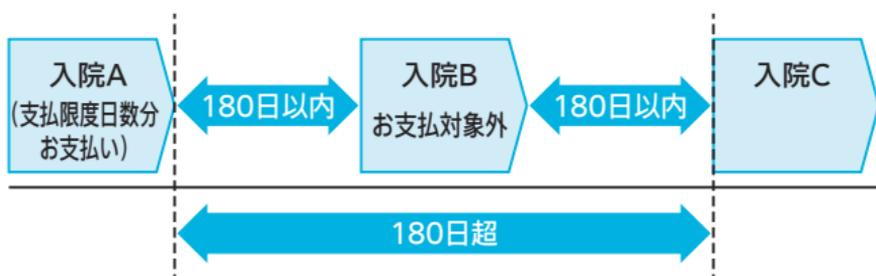 入院A
(支払限度日数分
お支払い)
180日以内
入院B
お支払対象外
180日以内
入院C
180日超